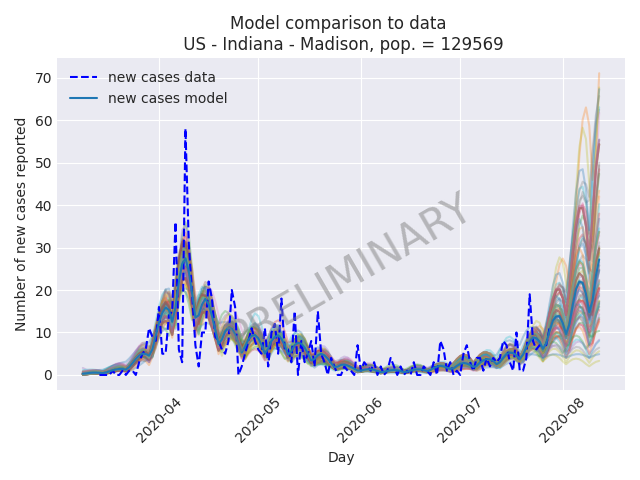 Model comparison to data
US - Indiana - Madison, pop. = 129569
new cases data
new cases model
PRELIMINARY
Number of new cases reported
70
60
50
40
30
20
10
0
2020-04
2020-05
2020-06
2020-07
2020-08
Day